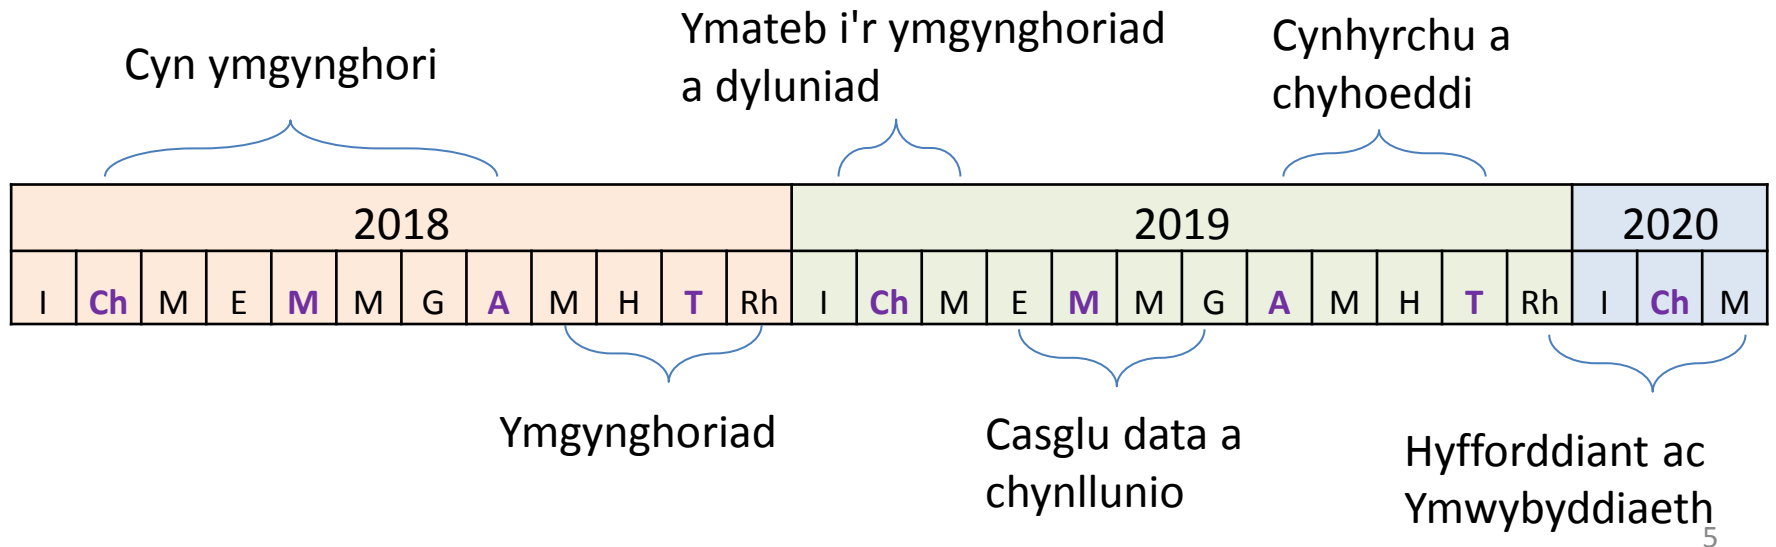 Cyn ymgynghori
Ymateb i'r ymgynghoriad
a dyluniad
Cynhyrchu a
chyhoeddi
2018 2019 2020
I Ch M E M M G A M H T Rh I Ch M E M M G A M H T Rh I Ch M
Ymgynghoriad
Casglu data a
chynllunio
Hyfforddiant ac
Ymwybyddiaeth
5